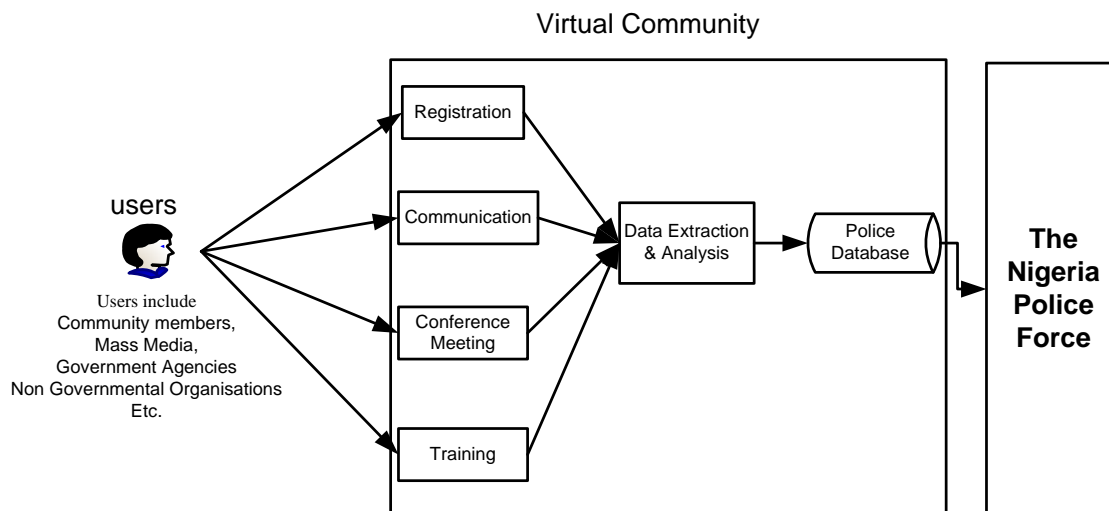 Virtual Community
users
Users include
Community members,
Mass Media,
Government Agencies
Non Governmental Organisations
Etc.
Registration
Communication
Conference
Meeting
Training
Data Extraction
& Analysis
Police
Database
The
Nigeria
Police
Force